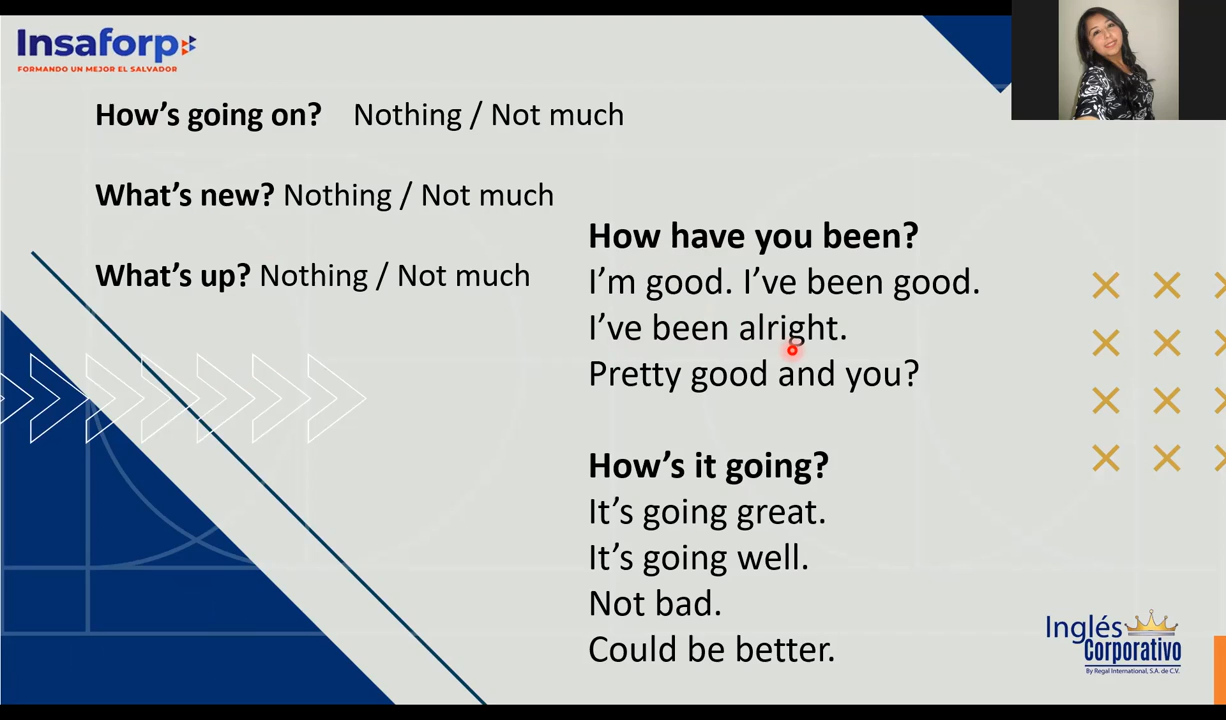 Insaforp
FORMANDO UN MEJOR EL SALVADOR
How's going on? Nothing / Not much
What's new? Nothing / Not much
What's up? Nothing / Not much
How have you been?
I'm good. I've been good.
I've been alright.
Pretty good and you?
How's it going?
It's going great.
It's going well.
Not bad.
Could be better.
Inglés
Corporativo
By Regal International, S.A. de C.V.